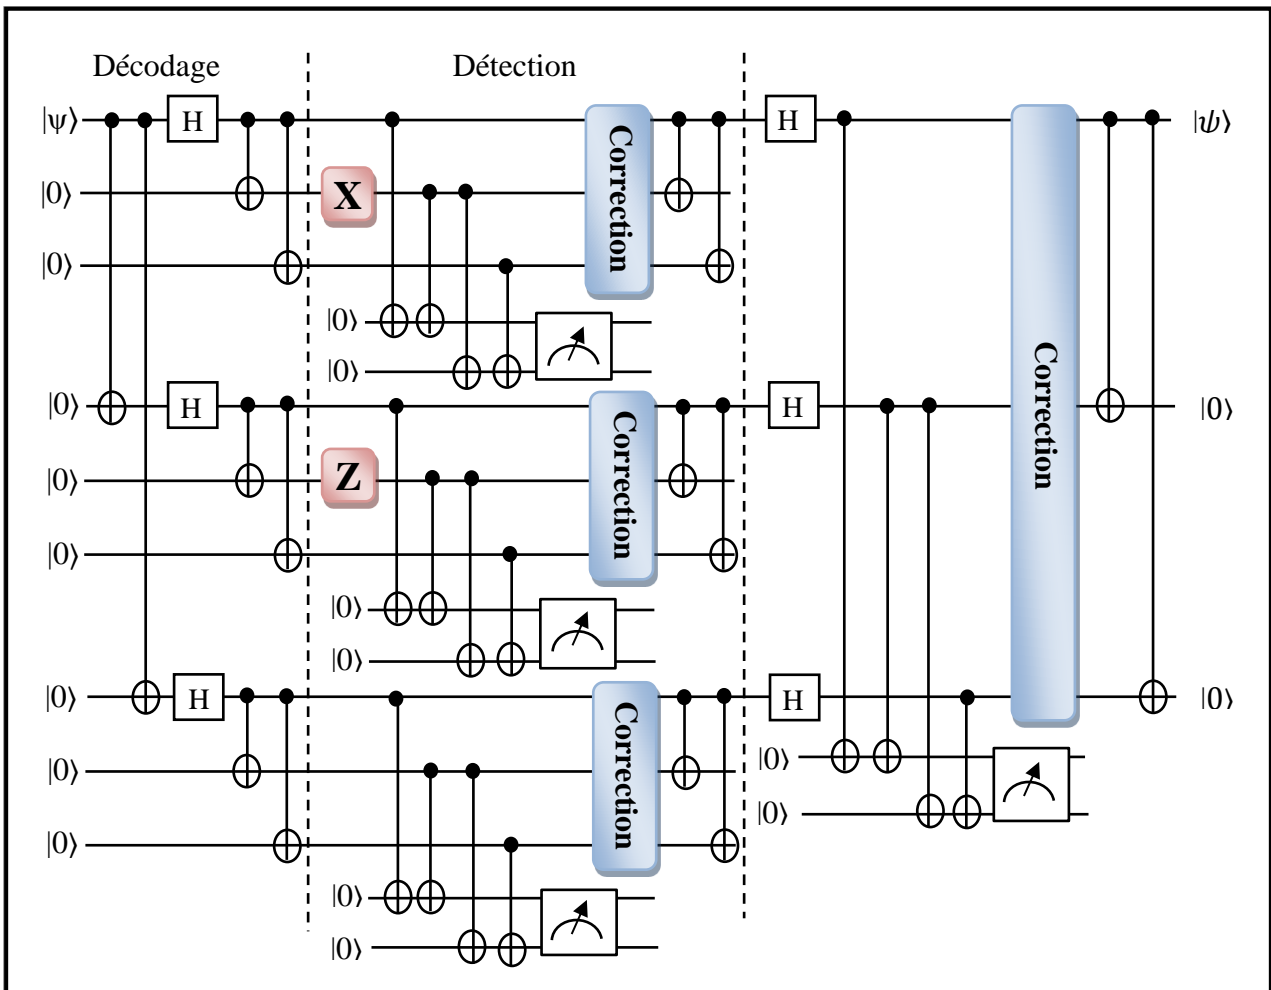 Décodage Détection
|ψ⟩ H H |ψ⟩
|0⟩ X
|0⟩
Correction
|0⟩
|0⟩
|0⟩ H H |0⟩
|0⟩ Z
|0⟩
Correction
Correction
|0⟩
|0⟩
|0⟩ H H |0⟩
|0⟩ |0⟩
|0⟩
|0⟩
Correction
|0⟩
|0⟩